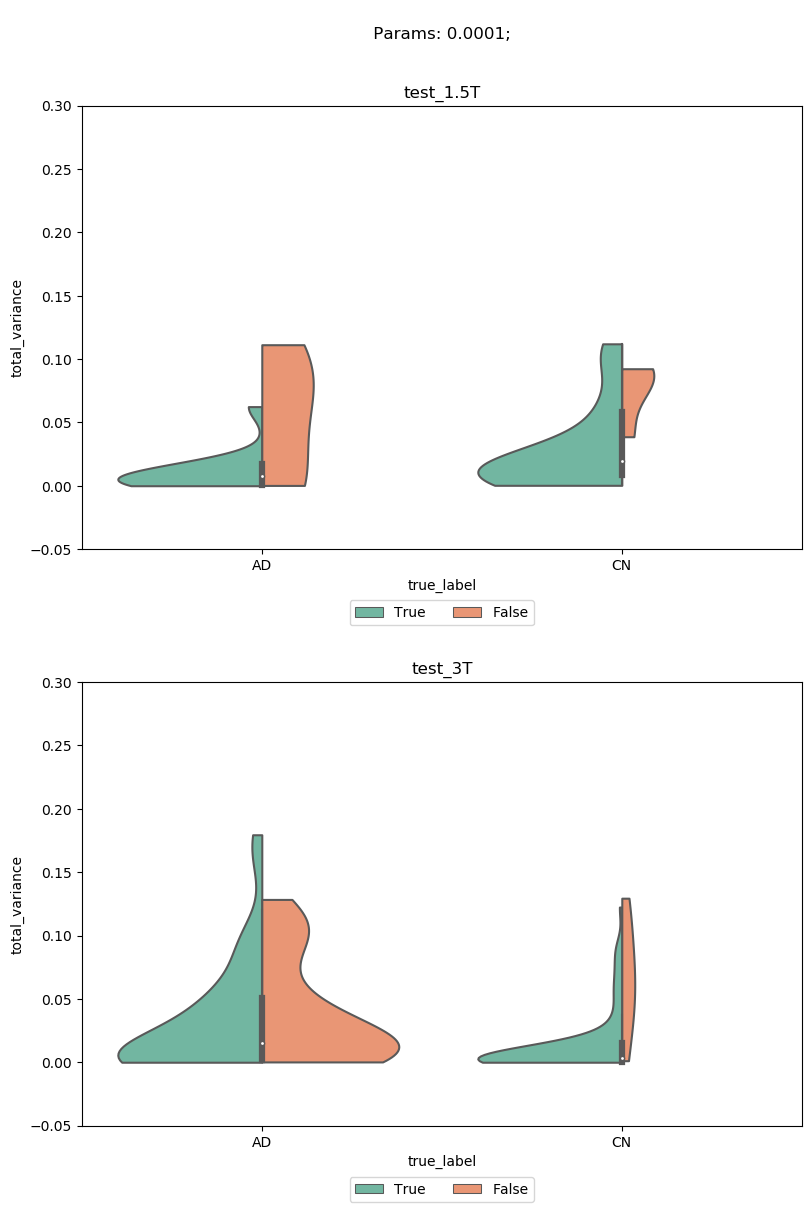 Params: 0.0001;
test_1.5T
0.30
0.25
0.20
0.15
0.10
0.05
0.00
−0.05
total_variance
AD CN
true_label
True False
test_3T
0.30
0.25
0.20
0.15
0.10
0.05
0.00
−0.05
total_variance
AD CN
true_label
True False